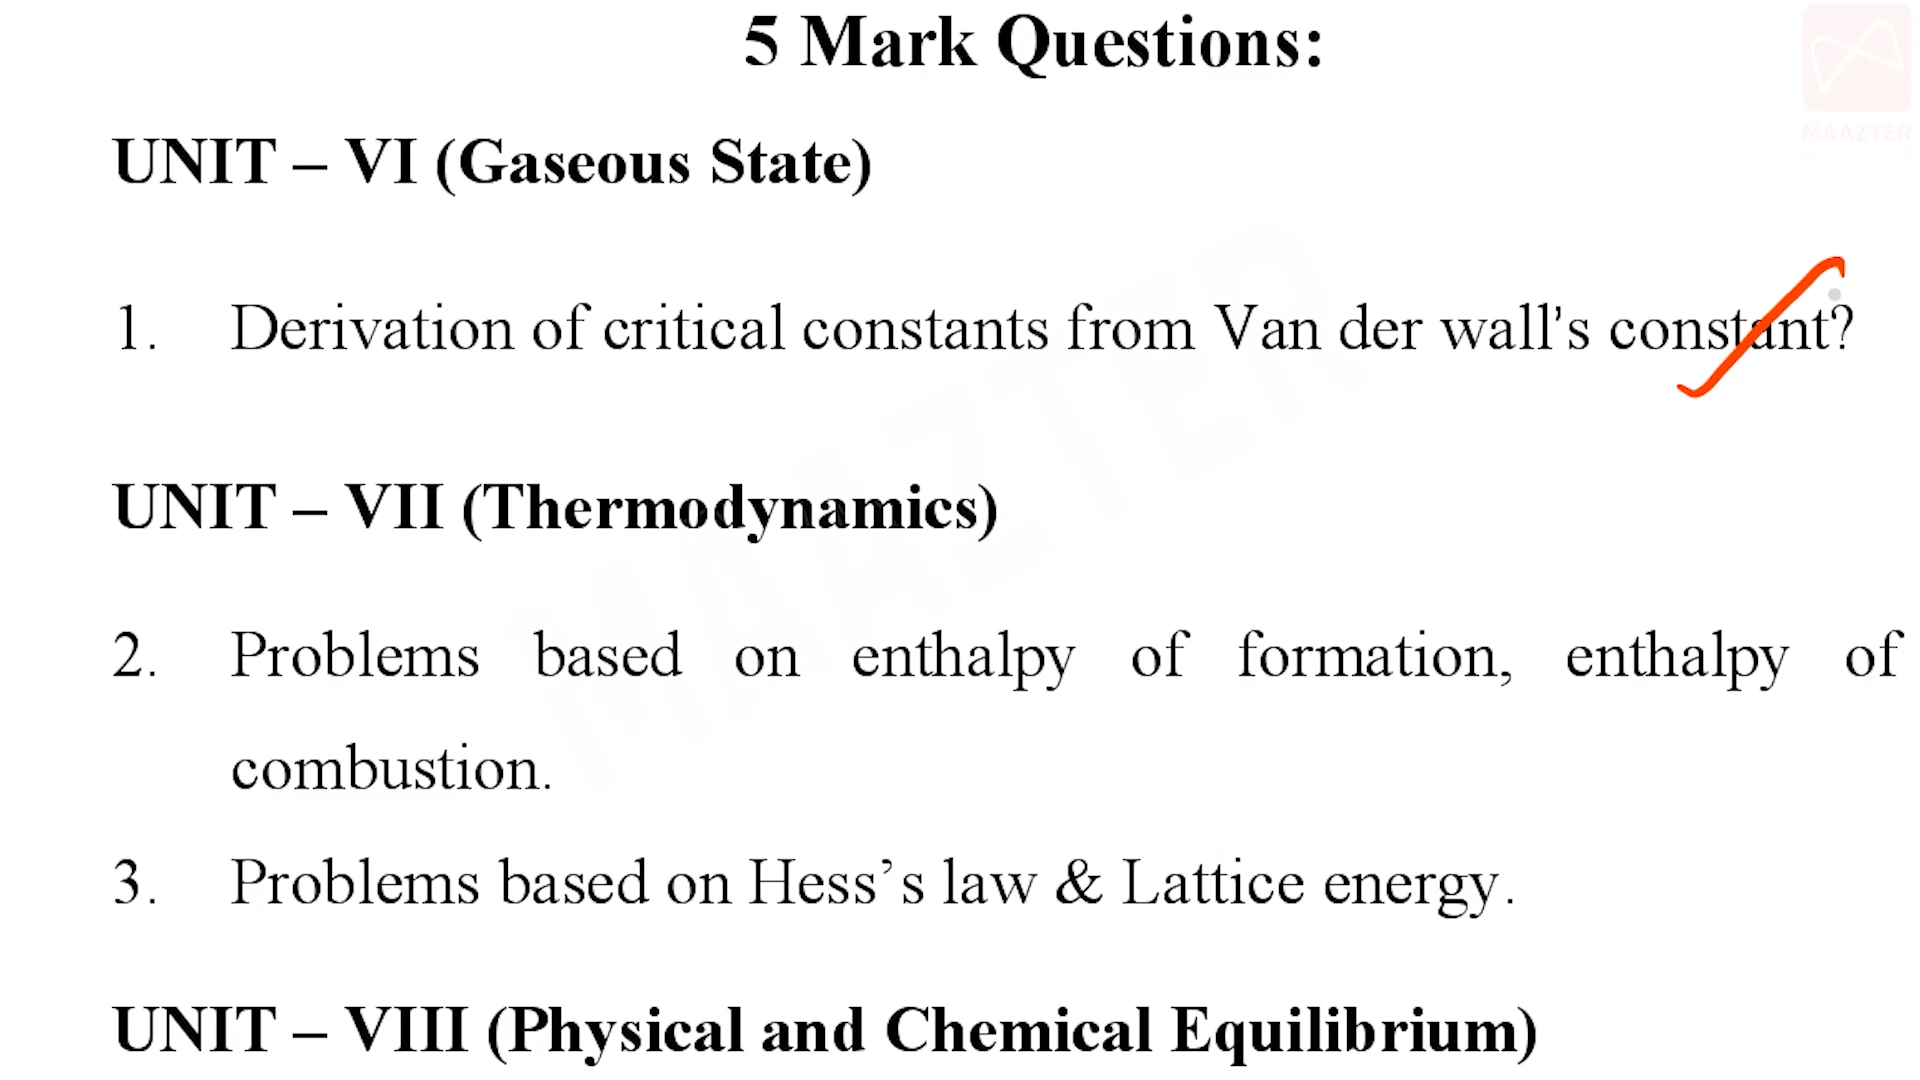 5 Mark Questions:
MAAZTER
UNIT – VI (Gaseous State)
1. Derivation of critical constants from Van der wall's constant?
UNIT – VII (Thermodynamics)
2. Problems based on enthalpy of formation, enthalpy of
combustion.
3. Problems based on Hess’s law & Lattice energy.
UNIT – VIII (Physical and Chemical Equilibrium)